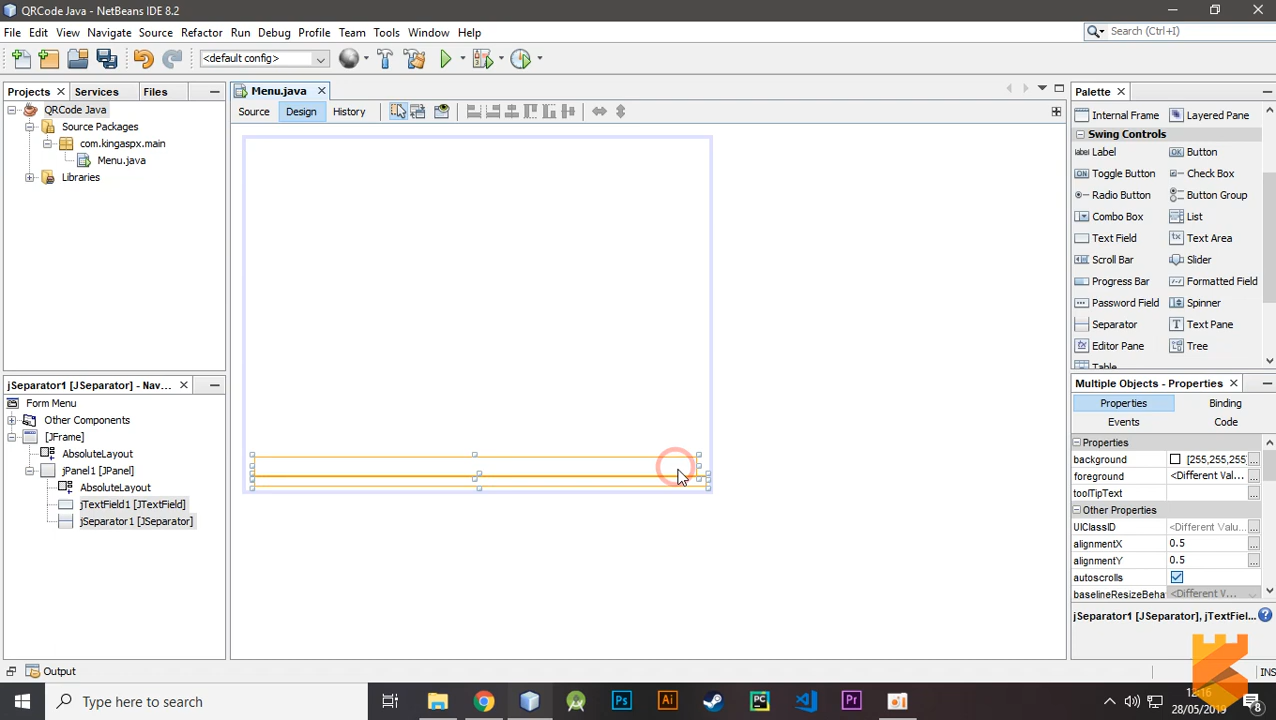 QRCode Java - NetBeans IDE 8.2
File Edit View Navigate Source Refactor Run Debug Profile Team Tools Window Help
Search (Ctrl+I)
<default config>
Projects Services Files
Menu.java
Palette
QRCode Java
Source Packages
com.kingaspx.main
Menu.java
Libraries
Source Design History
Internal Frame Layered Pane
Swing Controls
Label Button
Toggle Button Check Box
Radio Button Button Group
Combo Box List
Text Field Text Area
Scroll Bar Slider
Progress Bar Formatted Field
Password Field Spinner
Separator Text Pane
Editor Pane Tree
Table
jSeparator1 [JSeparator] - Nav...
Form Menu
Other Components
[JFrame]
AbsoluteLayout
jPanel1 [JPanel]
AbsoluteLayout
jTextField1 [JTextField]
jSeparator1 [JSeparator]
Multiple Objects - Properties
Properties Binding
Events Code
Properties
background [255,255,255]
foreground <Different Val... ...
toolTipText ...
Other Properties
UIClassID <Different Valu... ...
alignmentX 0.5 ...
alignmentY 0.5 ...
autoscrolls
baselineResizeBeha <Different V... ...
jSeparator1 [JSeparator], jTextFiel...
Output
INS
Type here to search
12:16
28/05/2019
8